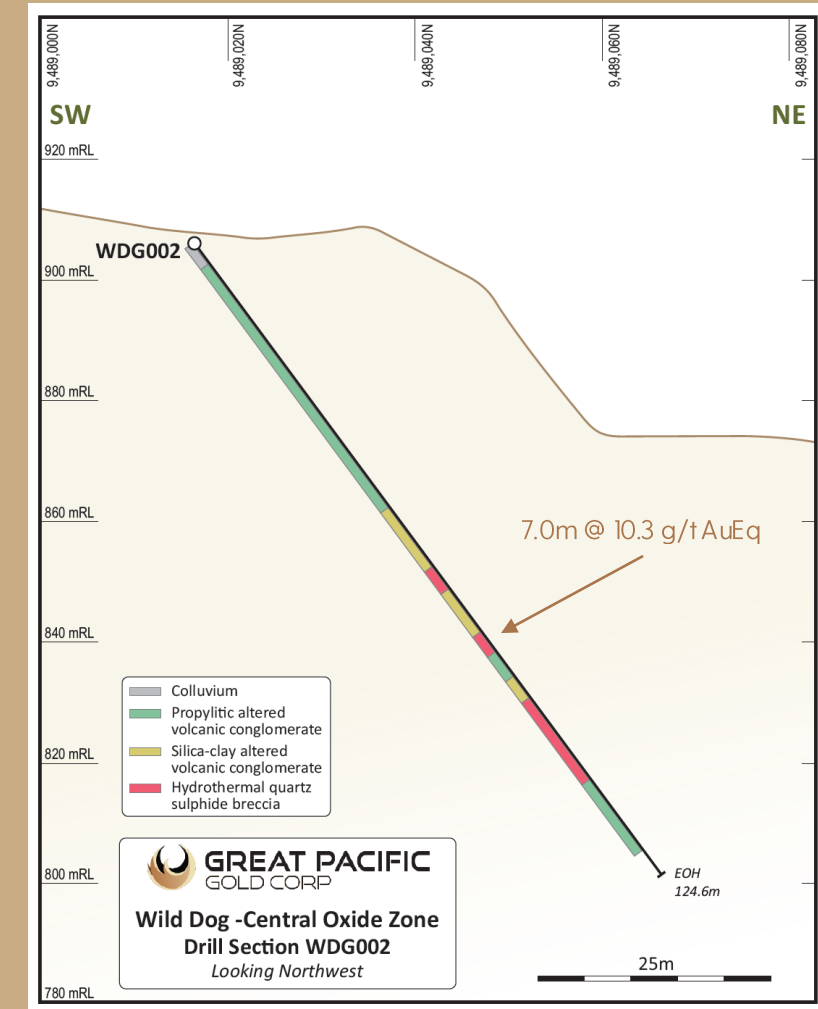 9,489,000N
9,489,020N
9,489,040N
9,489,060N
9,489,080N
SW
NE
920 mRL
WDG002
900 mRL
880 mRL
860 mRL
7.0m @ 10.3 g/t AuEq
840 mRL
Colluvium
Propylitic altered
volcanic conglomerate
Silica-clay altered
volcanic conglomerate
Hydrothermal quartz
sulphide breccia
820 mRL
800 mRL
EOH
124.6m
GREAT PACIFIC
GOLD CORP
Wild Dog -Central Oxide Zone
Drill Section WDG002
Looking Northwest
25m
780 mRL